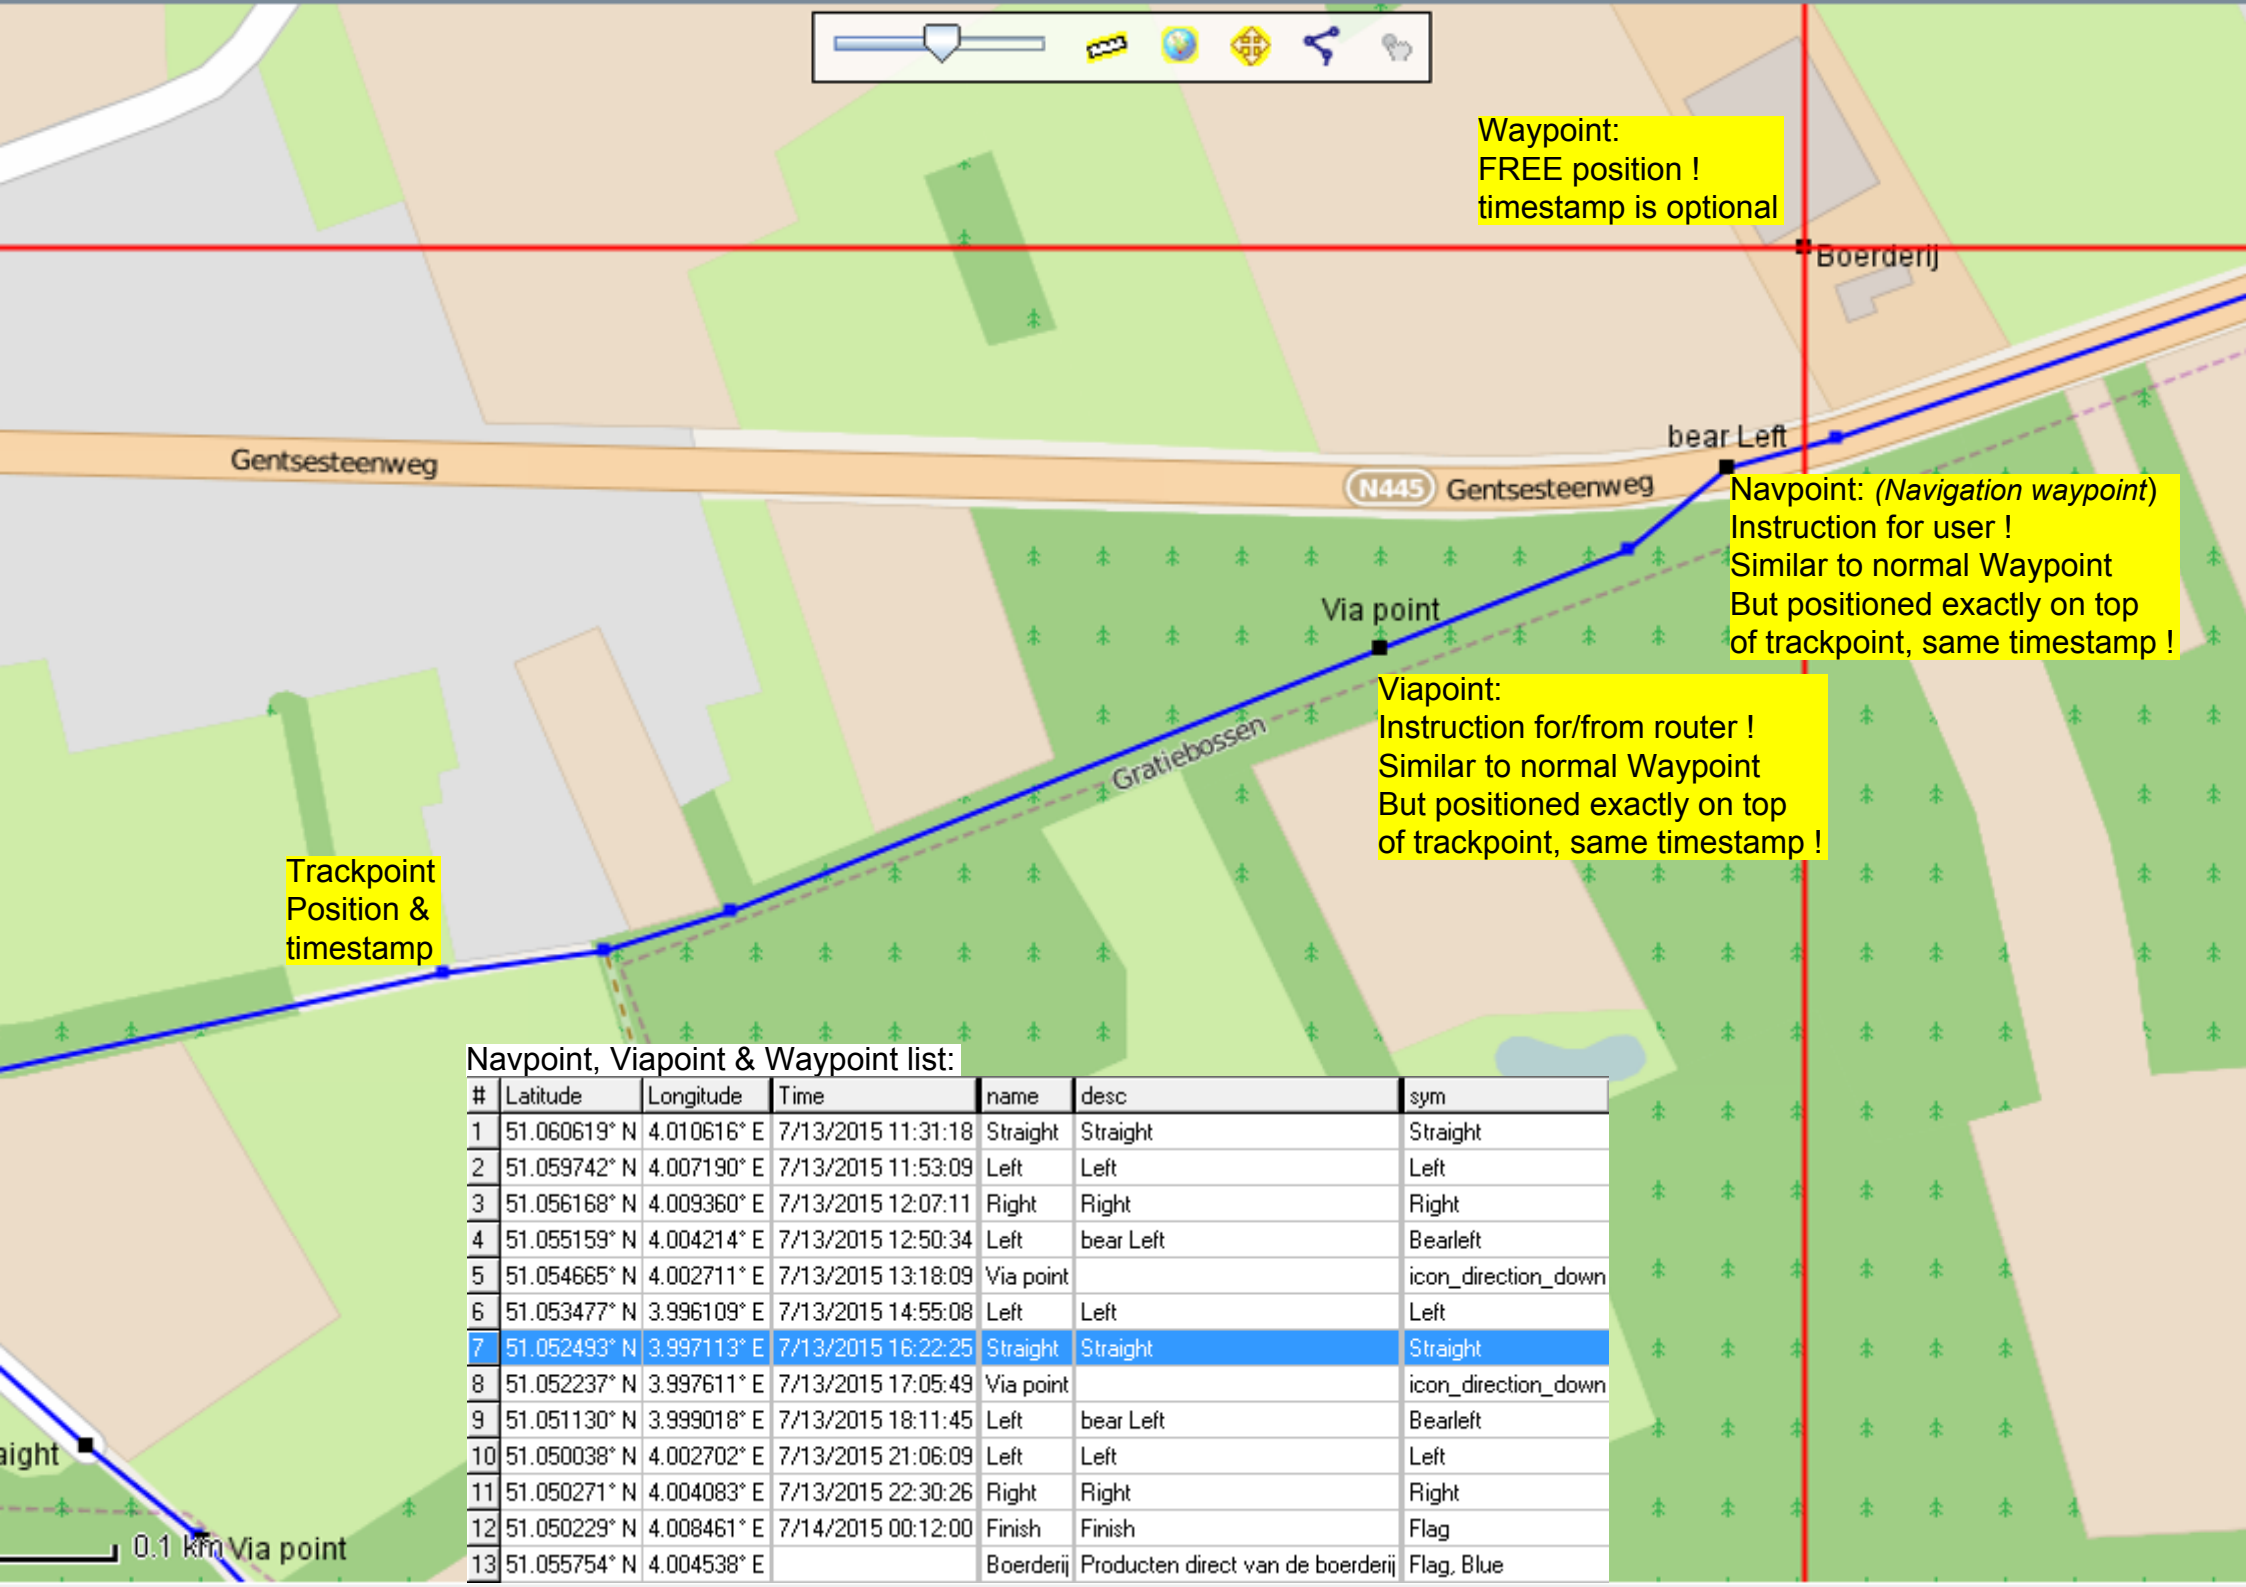 Waypoint:
FREE position !
timestamp is optional
Boerderij
Gentsesteenweg
bear Left
N445
Gentsesteenweg
Navpoint: (Navigation waypoint)
Instruction for user !
Similar to normal Waypoint
But positioned exactly on top
of trackpoint, same timestamp !
Via point
Viapoint:
Instruction for/from router !
Similar to normal Waypoint
But positioned exactly on top
of trackpoint, same timestamp !
Gratiebossen
Trackpoint
Position &
timestamp
Navpoint, Viapoint & Waypoint list:
# Latitude Longitude Time name desc sym
1 51.060619° N 4.010616° E 7/13/2015 11:31:18 Straight Straight Straight
2 51.059742° N 4.007190° E 7/13/2015 11:53:09 Left Left Left
3 51.056168° N 4.009360° E 7/13/2015 12:07:11 Right Right Right
4 51.055159° N 4.004214° E 7/13/2015 12:50:34 Left bear Left Bearleft
5 51.054665° N 4.002711° E 7/13/2015 13:18:09 Via point icon_direction_down
6 51.053477° N 3.996109° E 7/13/2015 14:55:08 Left Left Left
7 51.052493° N 3.997113° E 7/13/2015 16:22:25 Straight Straight Straight
8 51.052237° N 3.997611° E 7/13/2015 17:05:49 Via point icon_direction_down
9 51.051130° N 3.999018° E 7/13/2015 18:11:45 Left bear Left Bearleft
10 51.050038° N 4.002702° E 7/13/2015 21:06:09 Left Left Left
11 51.050271° N 4.004083° E 7/13/2015 22:30:26 Right Right Right
12 51.050229° N 4.008461° E 7/14/2015 00:12:00 Finish Finish Flag
13 51.055754° N 4.004538° E Boerderij Producten direct van de boerderij Flag, Blue
aight
0.1 km
Via point